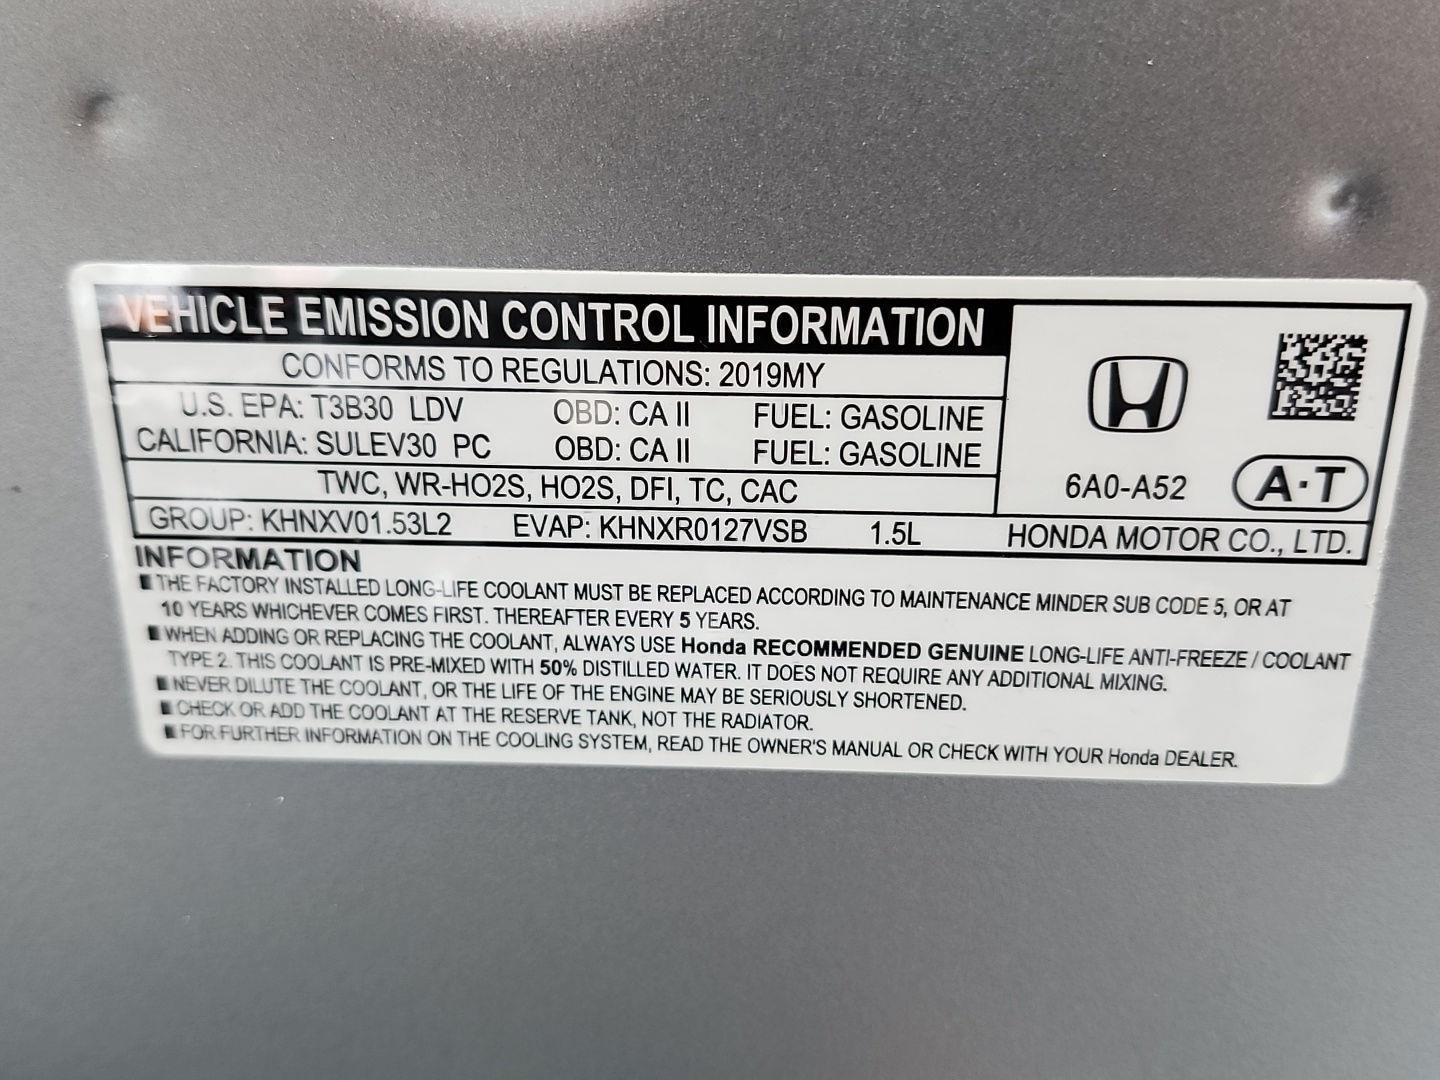 VEHICLE EMISSION CONTROL INFORMATION
CONFORMS TO REGULATIONS: 2019MY
U.S. EPA: T3B30 LDV OBD: CA II FUEL: GASOLINE
CALIFORNIA: SULEV30 PC OBD: CA II FUEL: GASOLINE
TWC, WR-HO2S, HO2S, DFI, TC, CAC
6A0-A52 A·T
GROUP: KHNXV01.53L2 EVAP: KHNXR0127VSB 1.5L HONDA MOTOR CO., LTD.
INFORMATION
■ THE FACTORY INSTALLED LONG-LIFE COOLANT MUST BE REPLACED ACCORDING TO MAINTENANCE MINDER SUB CODE 5, OR AT
10 YEARS WHICHEVER COMES FIRST. THEREAFTER EVERY 5 YEARS.
■ WHEN ADDING OR REPLACING THE COOLANT, ALWAYS USE Honda RECOMMENDED GENUINE LONG-LIFE ANTI-FREEZE / COOLANT
TYPE 2. THIS COOLANT IS PRE-MIXED WITH 50% DISTILLED WATER. IT DOES NOT REQUIRE ANY ADDITIONAL MIXING.
■ NEVER DILUTE THE COOLANT, OR THE LIFE OF THE ENGINE MAY BE SERIOUSLY SHORTENED.
■ CHECK OR ADD THE COOLANT AT THE RESERVE TANK, NOT THE RADIATOR.
■ FOR FURTHER INFORMATION ON THE COOLING SYSTEM, READ THE OWNER'S MANUAL OR CHECK WITH YOUR Honda DEALER.